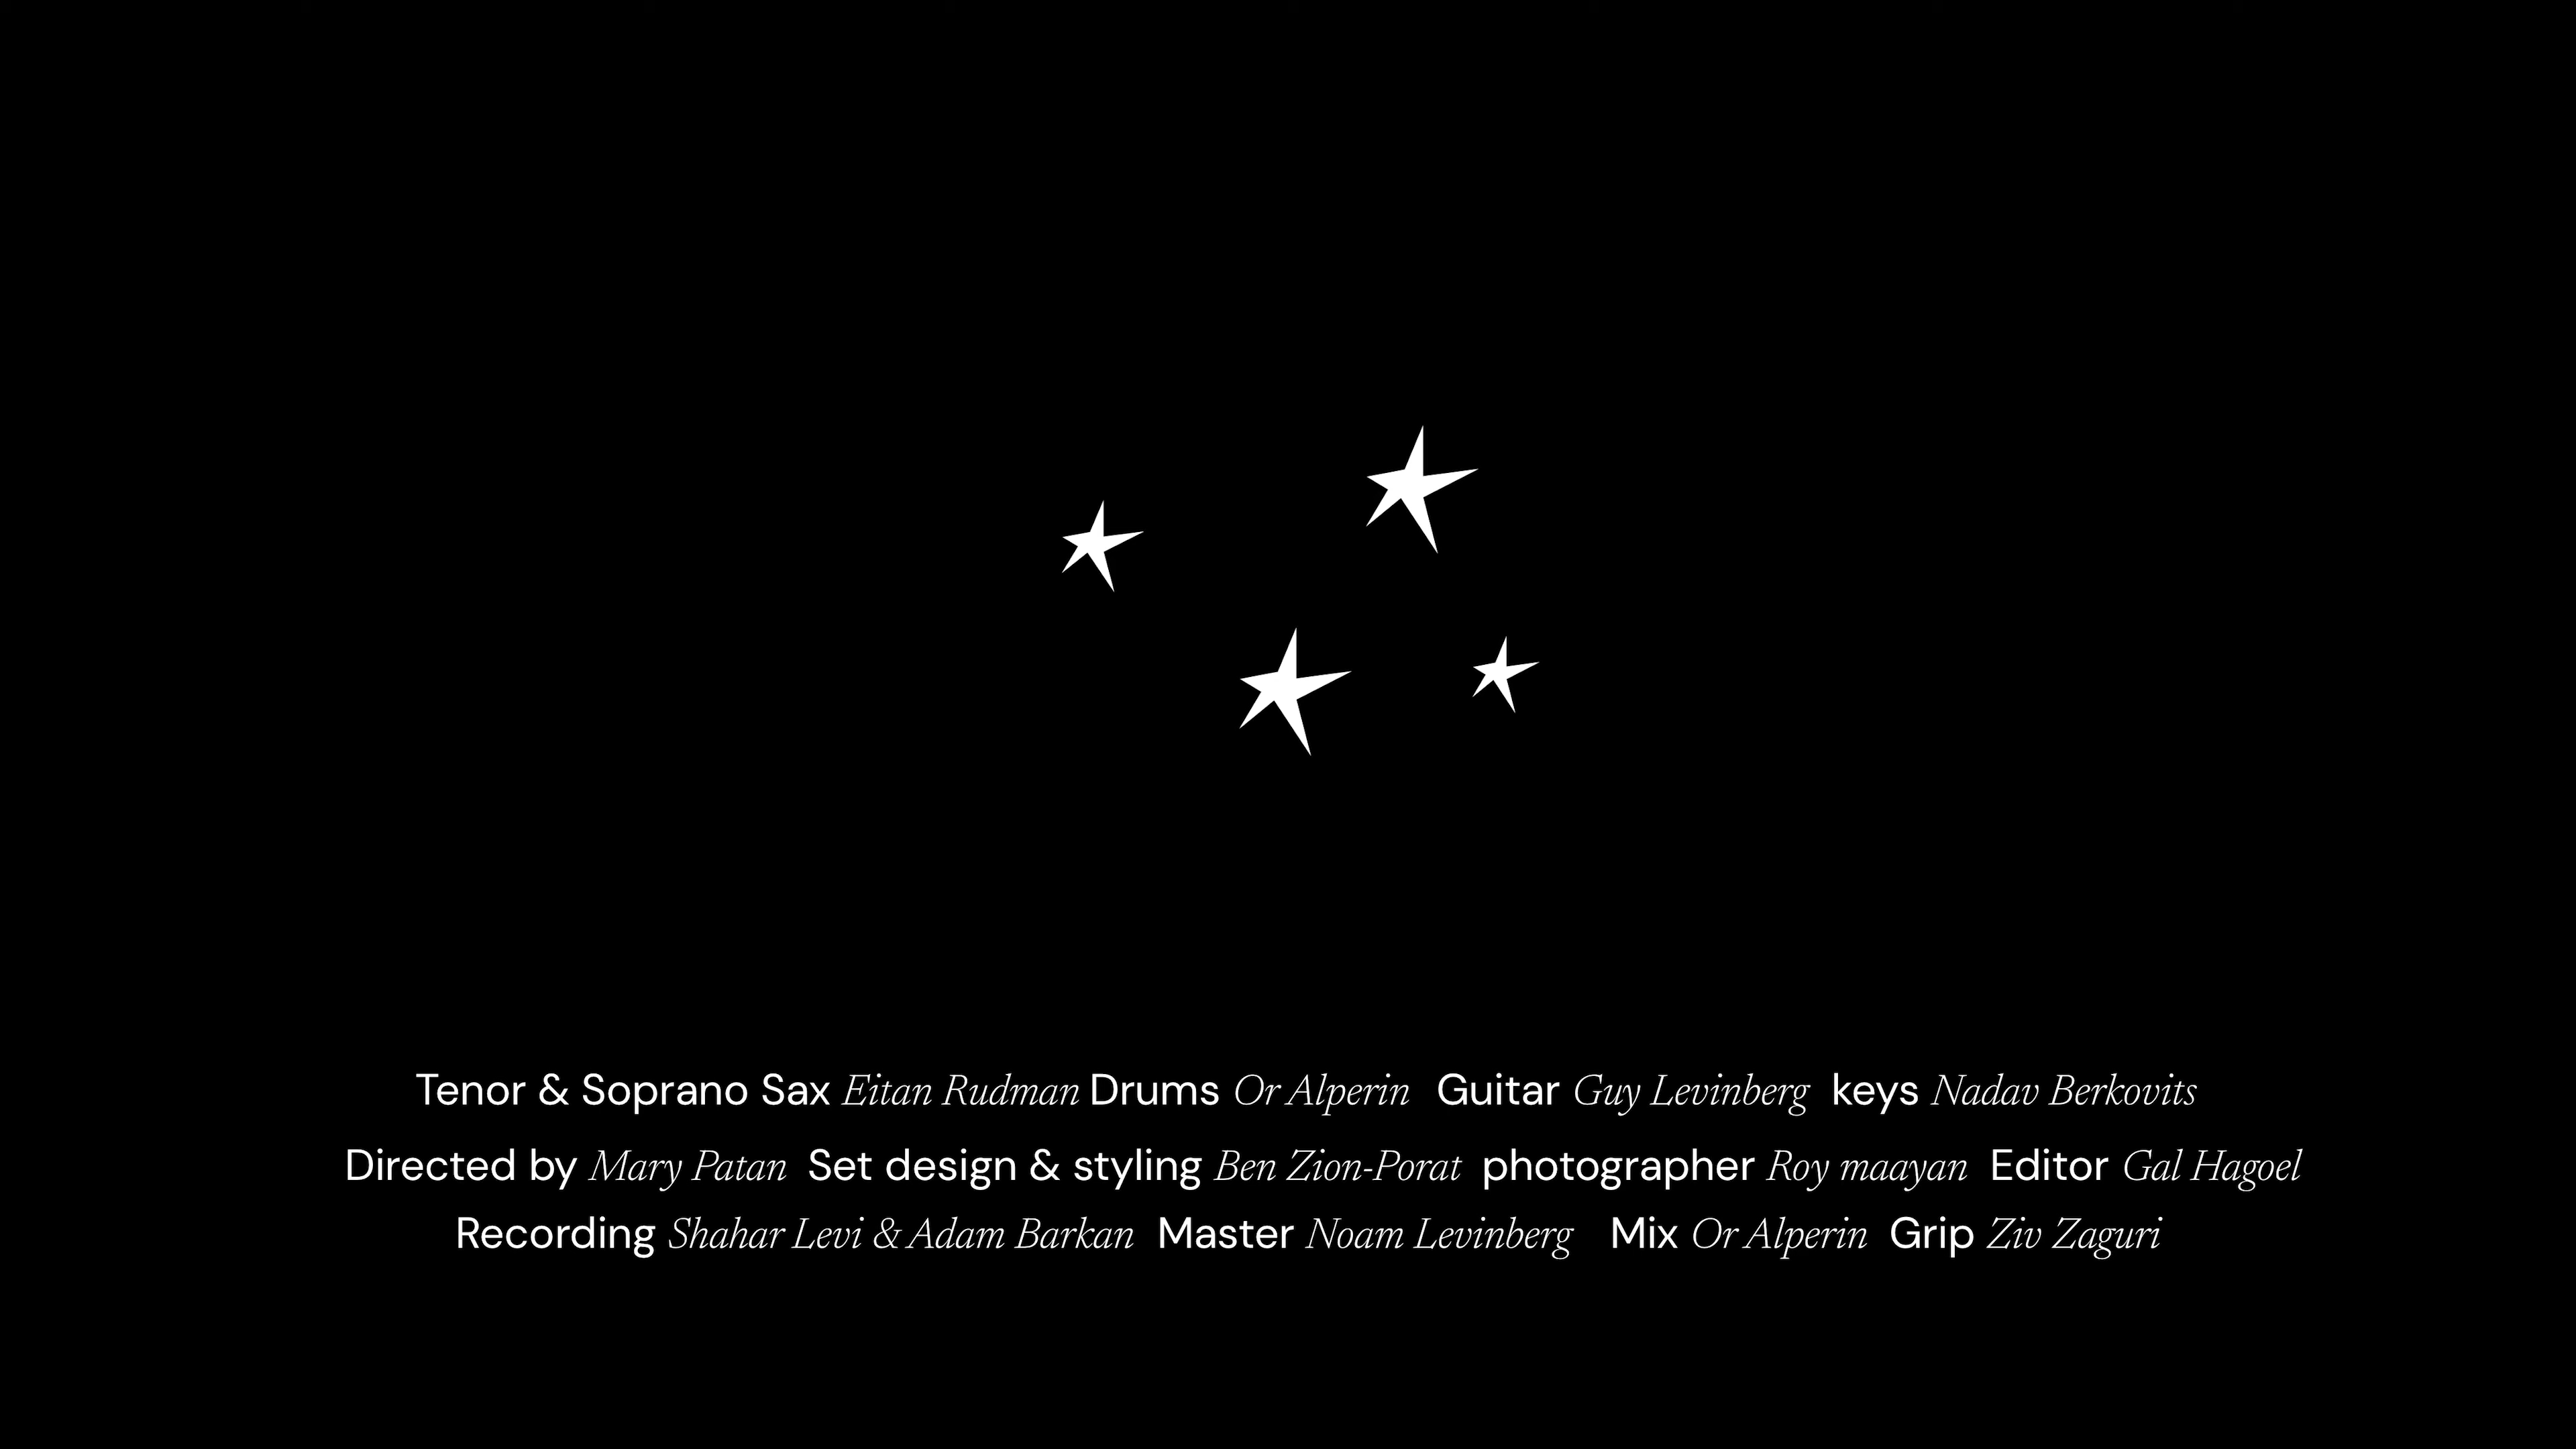 Tenor & Soprano Sax Eitan Rudman Drums Or Alperin Guitar Guy Levinberg keys Nadav Berkovits
Directed by Mary Patan Set design & styling Ben Zion-Porat photographer Roy maayan Editor Gal Hagoel
Recording Shahar Levi & Adam Barkan Master Noam Levinberg Mix Or Alperin Grip Ziv Zaguri